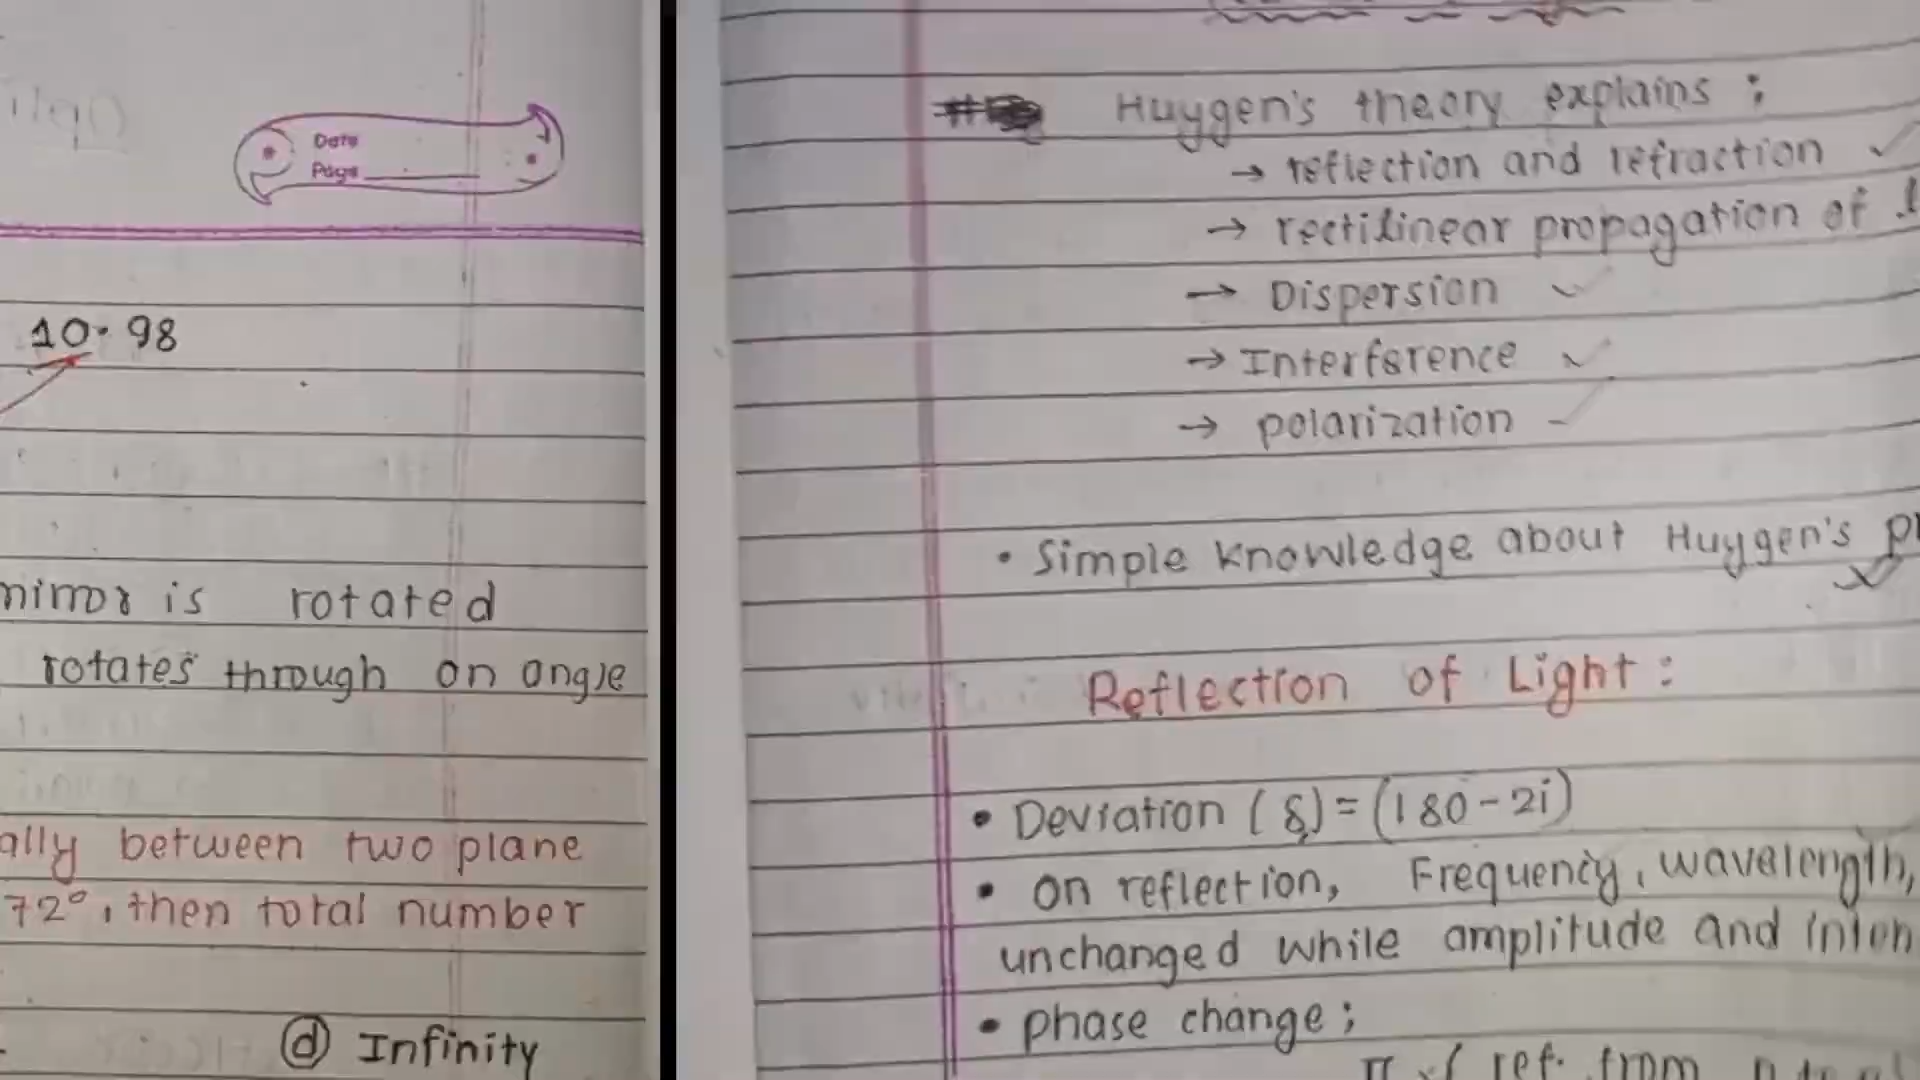 Date
Page
10.98
mirror is rotated
rotates through an angle
ally between two plane
72°, then total number
ⓓ Infinity
# Huygen's theory explains :
→ reflection and refraction ✓
→ rectilinear propagation of
→ Dispersion ✓
→ Interference ✓
→ polarization ✓
• Simple knowledge about Huygen's
Reflection of Light :
• Deviation (δ) = (180 - 2i)
• on reflection, Frequency, wavelength,
unchanged while amplitude and inten
• phase change ;
π ( ref. from